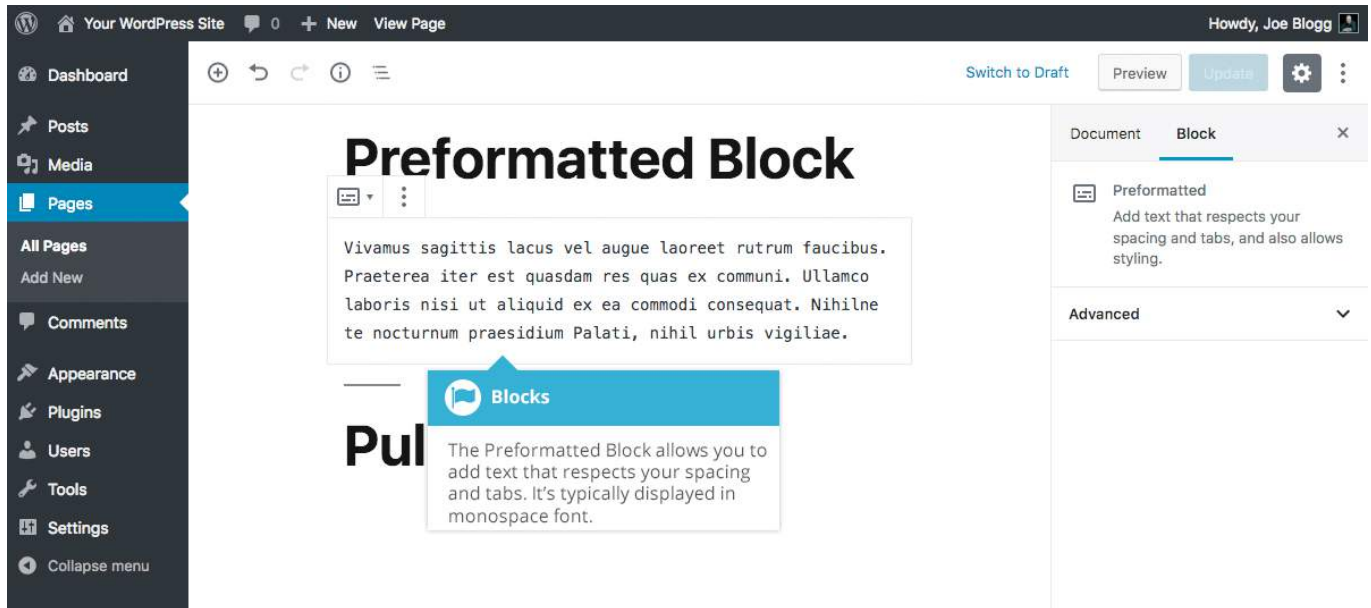 Your WordPress Site 0 + New View Page Howdy, Joe Blogg
Dashboard
Posts
Media
Pages
All Pages
Add New
Comments
Appearance
Plugins
Users
Tools
Settings
Collapse menu
Switch to Draft Preview Update
Preformatted Block
Vivamus sagittis lacus vel augue laoreet rutrum faucibus.
Praeterea iter est quasdam res quas ex communi. Ullamco
laboris nisi ut aliquid ex ea commodi consequat. Nihilne
te nocturnum praesidium Palati, nihil urbis vigiliae.
Blocks
The Preformatted Block allows you to
add text that respects your spacing
and tabs. It’s typically displayed in
monospace font.
Pul
Document Block ×
Preformatted
Add text that respects your
spacing and tabs, and also allows
styling.
Advanced